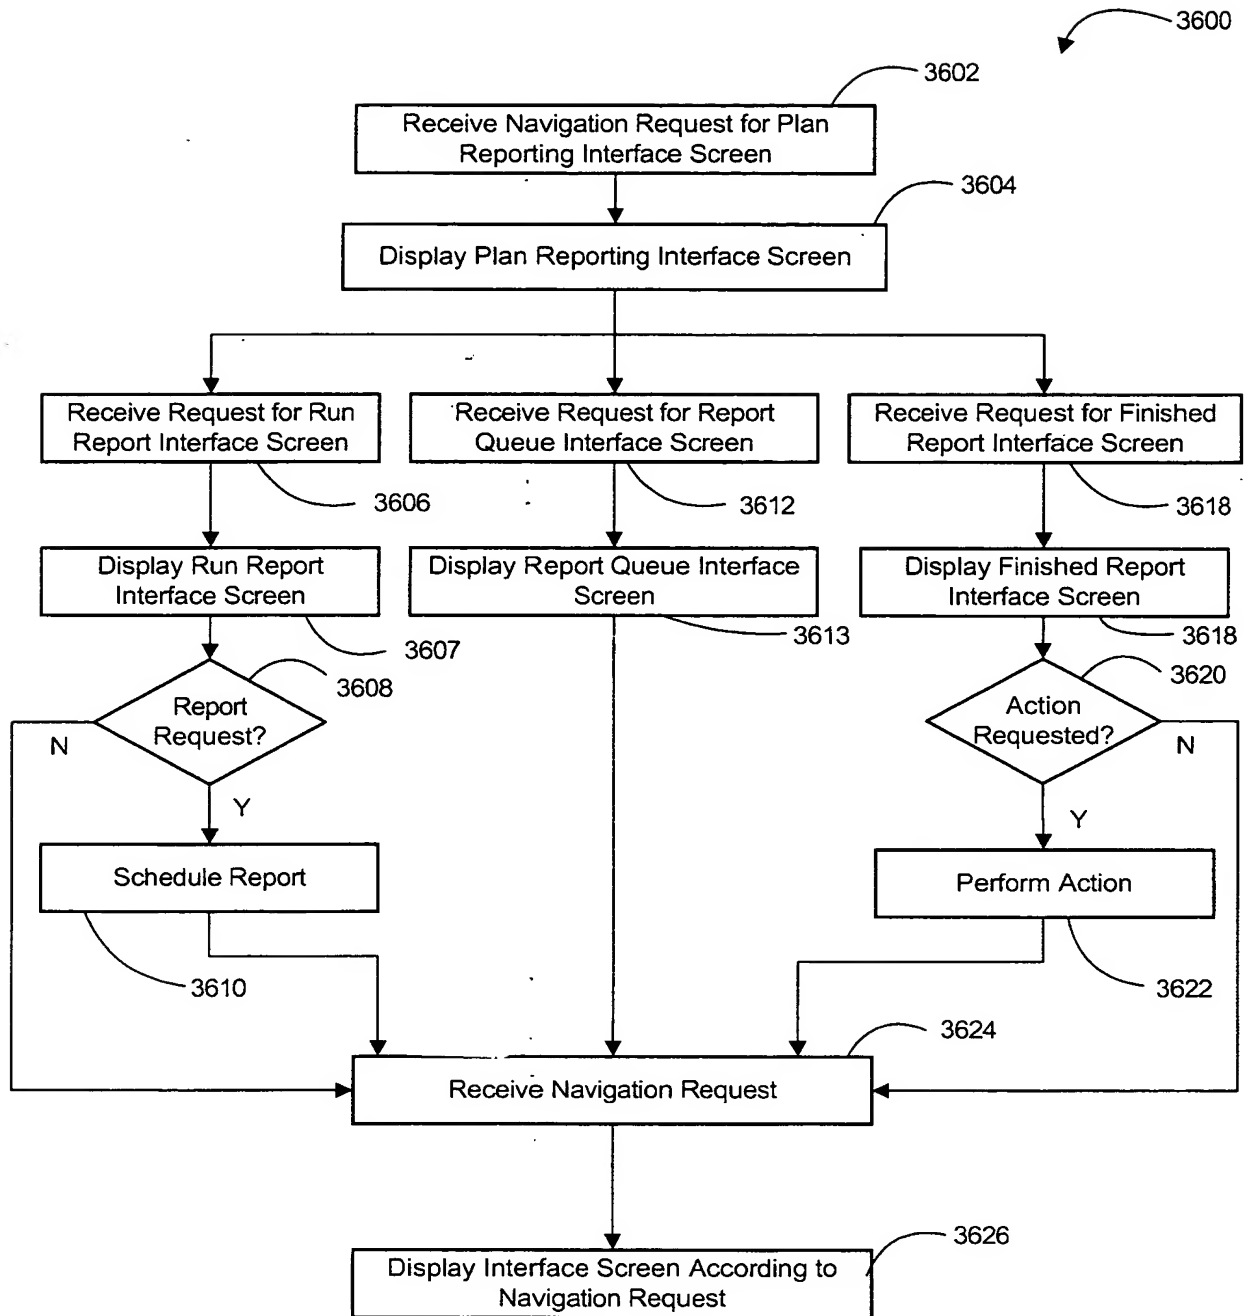 3600
3602
Receive Navigation Request for Plan
Reporting Interface Screen
3604
Display Plan Reporting Interface Screen
Receive Request for Run
Report Interface Screen
3606
Receive Request for Report
Queue Interface Screen
3612
Receive Request for Finished
Report Interface Screen
3618
Display Run Report
Interface Screen
3607
Display Report Queue Interface
Screen
3613
Display Finished Report
Interface Screen
3618
3608
Report
Request?
N
Y
3620
Action
Requested?
N
Y
Schedule Report
3610
Perform Action
3622
3624
Receive Navigation Request
3626
Display Interface Screen According to
Navigation Request